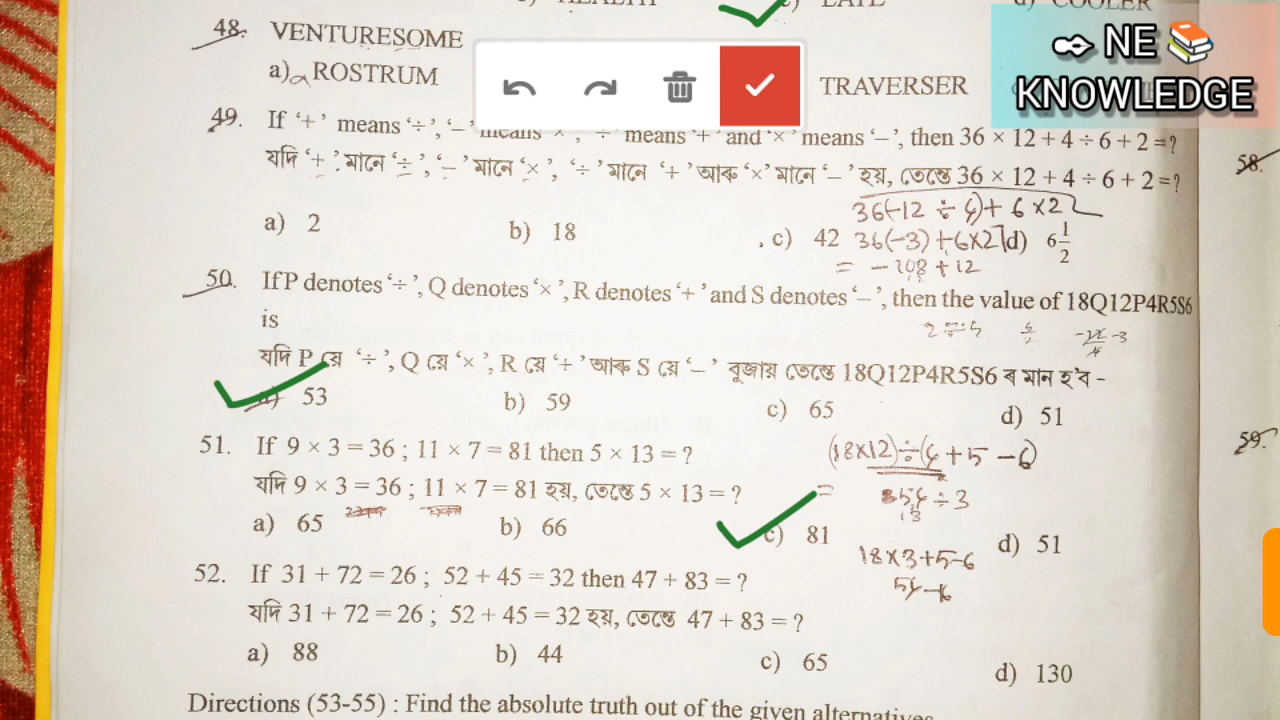 LATE
COOLER
48. VENTURESOME
a) ROSTRUM
TRAVERSER
NE
KNOWLEDGE
49. If ‘+’ means ‘÷’, ‘–’ means ‘×’, ‘÷’ means ‘+’ and ‘×’ means ‘–’, then 36 × 12 + 4 ÷ 6 + 2 =?
যদি ‘+’ মানে ‘÷’, ‘–’ মানে ‘×’, ‘÷’ মানে ‘+’ আৰু ‘×’ মানে ‘–’ হয়, তেন্তে 36 × 12 + 4 ÷ 6 + 2 =?
36(-12 ÷ 4)+ 6 ×2
a) 2
b) 18
c) 42
36(-3) + 6×2
d) 6 1/2
= -108 + 12
50. If P denotes ‘÷’, Q denotes ‘×’, R denotes ‘+’ and S denotes ‘–’, then the value of 18Q12P4R5S6
is
যদি P য়ে ‘÷’, Q য়ে ‘×’, R য়ে ‘+’ আৰু S য়ে ‘–’ বুজায় তেন্তে 18Q12P4R5S6 ৰ মান হ’ব -
a) 53
b) 59
c) 65
d) 51
51. If 9 × 3 = 36 ; 11 × 7 = 81 then 5 × 13 = ?
(18×12)÷(4+5 -6)
যদি 9 × 3 = 36 ; 11 × 7 = 81 হয়, তেন্তে 5 × 13 = ?
a) 65
b) 66
c) 81
d) 51
18×3+5-6
52. If 31 + 72 = 26 ; 52 + 45 = 32 then 47 + 83 = ?
যদি 31 + 72 = 26 ; 52 + 45 = 32 হয়, তেন্তে 47 + 83 = ?
a) 88
b) 44
c) 65
d) 130
Directions (53-55) : Find the absolute truth out of the given alternatives
58.
59.